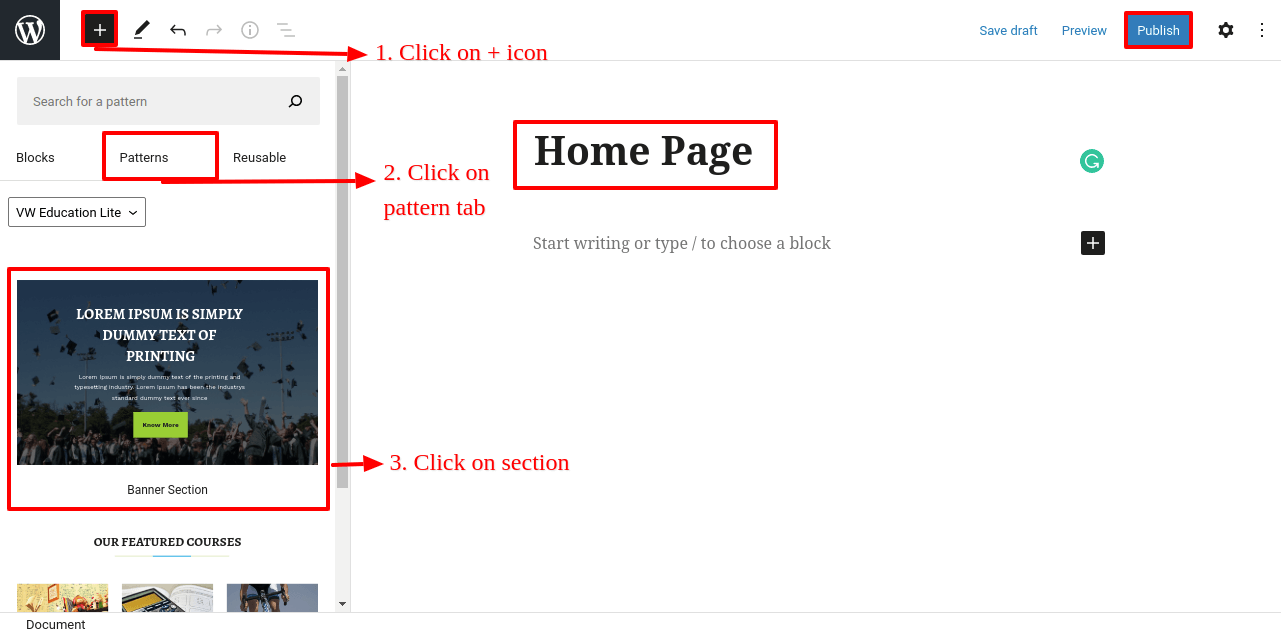 Save draft
Preview
Publish
1. Click on + icon
Search for a pattern
Blocks
Patterns
Reusable
2. Click on
pattern tab
VW Education Lite
Home Page
Start writing or type / to choose a block
LOREM IPSUM IS SIMPLY
DUMMY TEXT OF
PRINTING
Lorem ipsum is simply dummy text of the printing and
typesetting industry. Lorem ipsum has been the industrys
standard dummy text ever since
Know More
Banner Section
3. Click on section
OUR FEATURED COURSES
Document